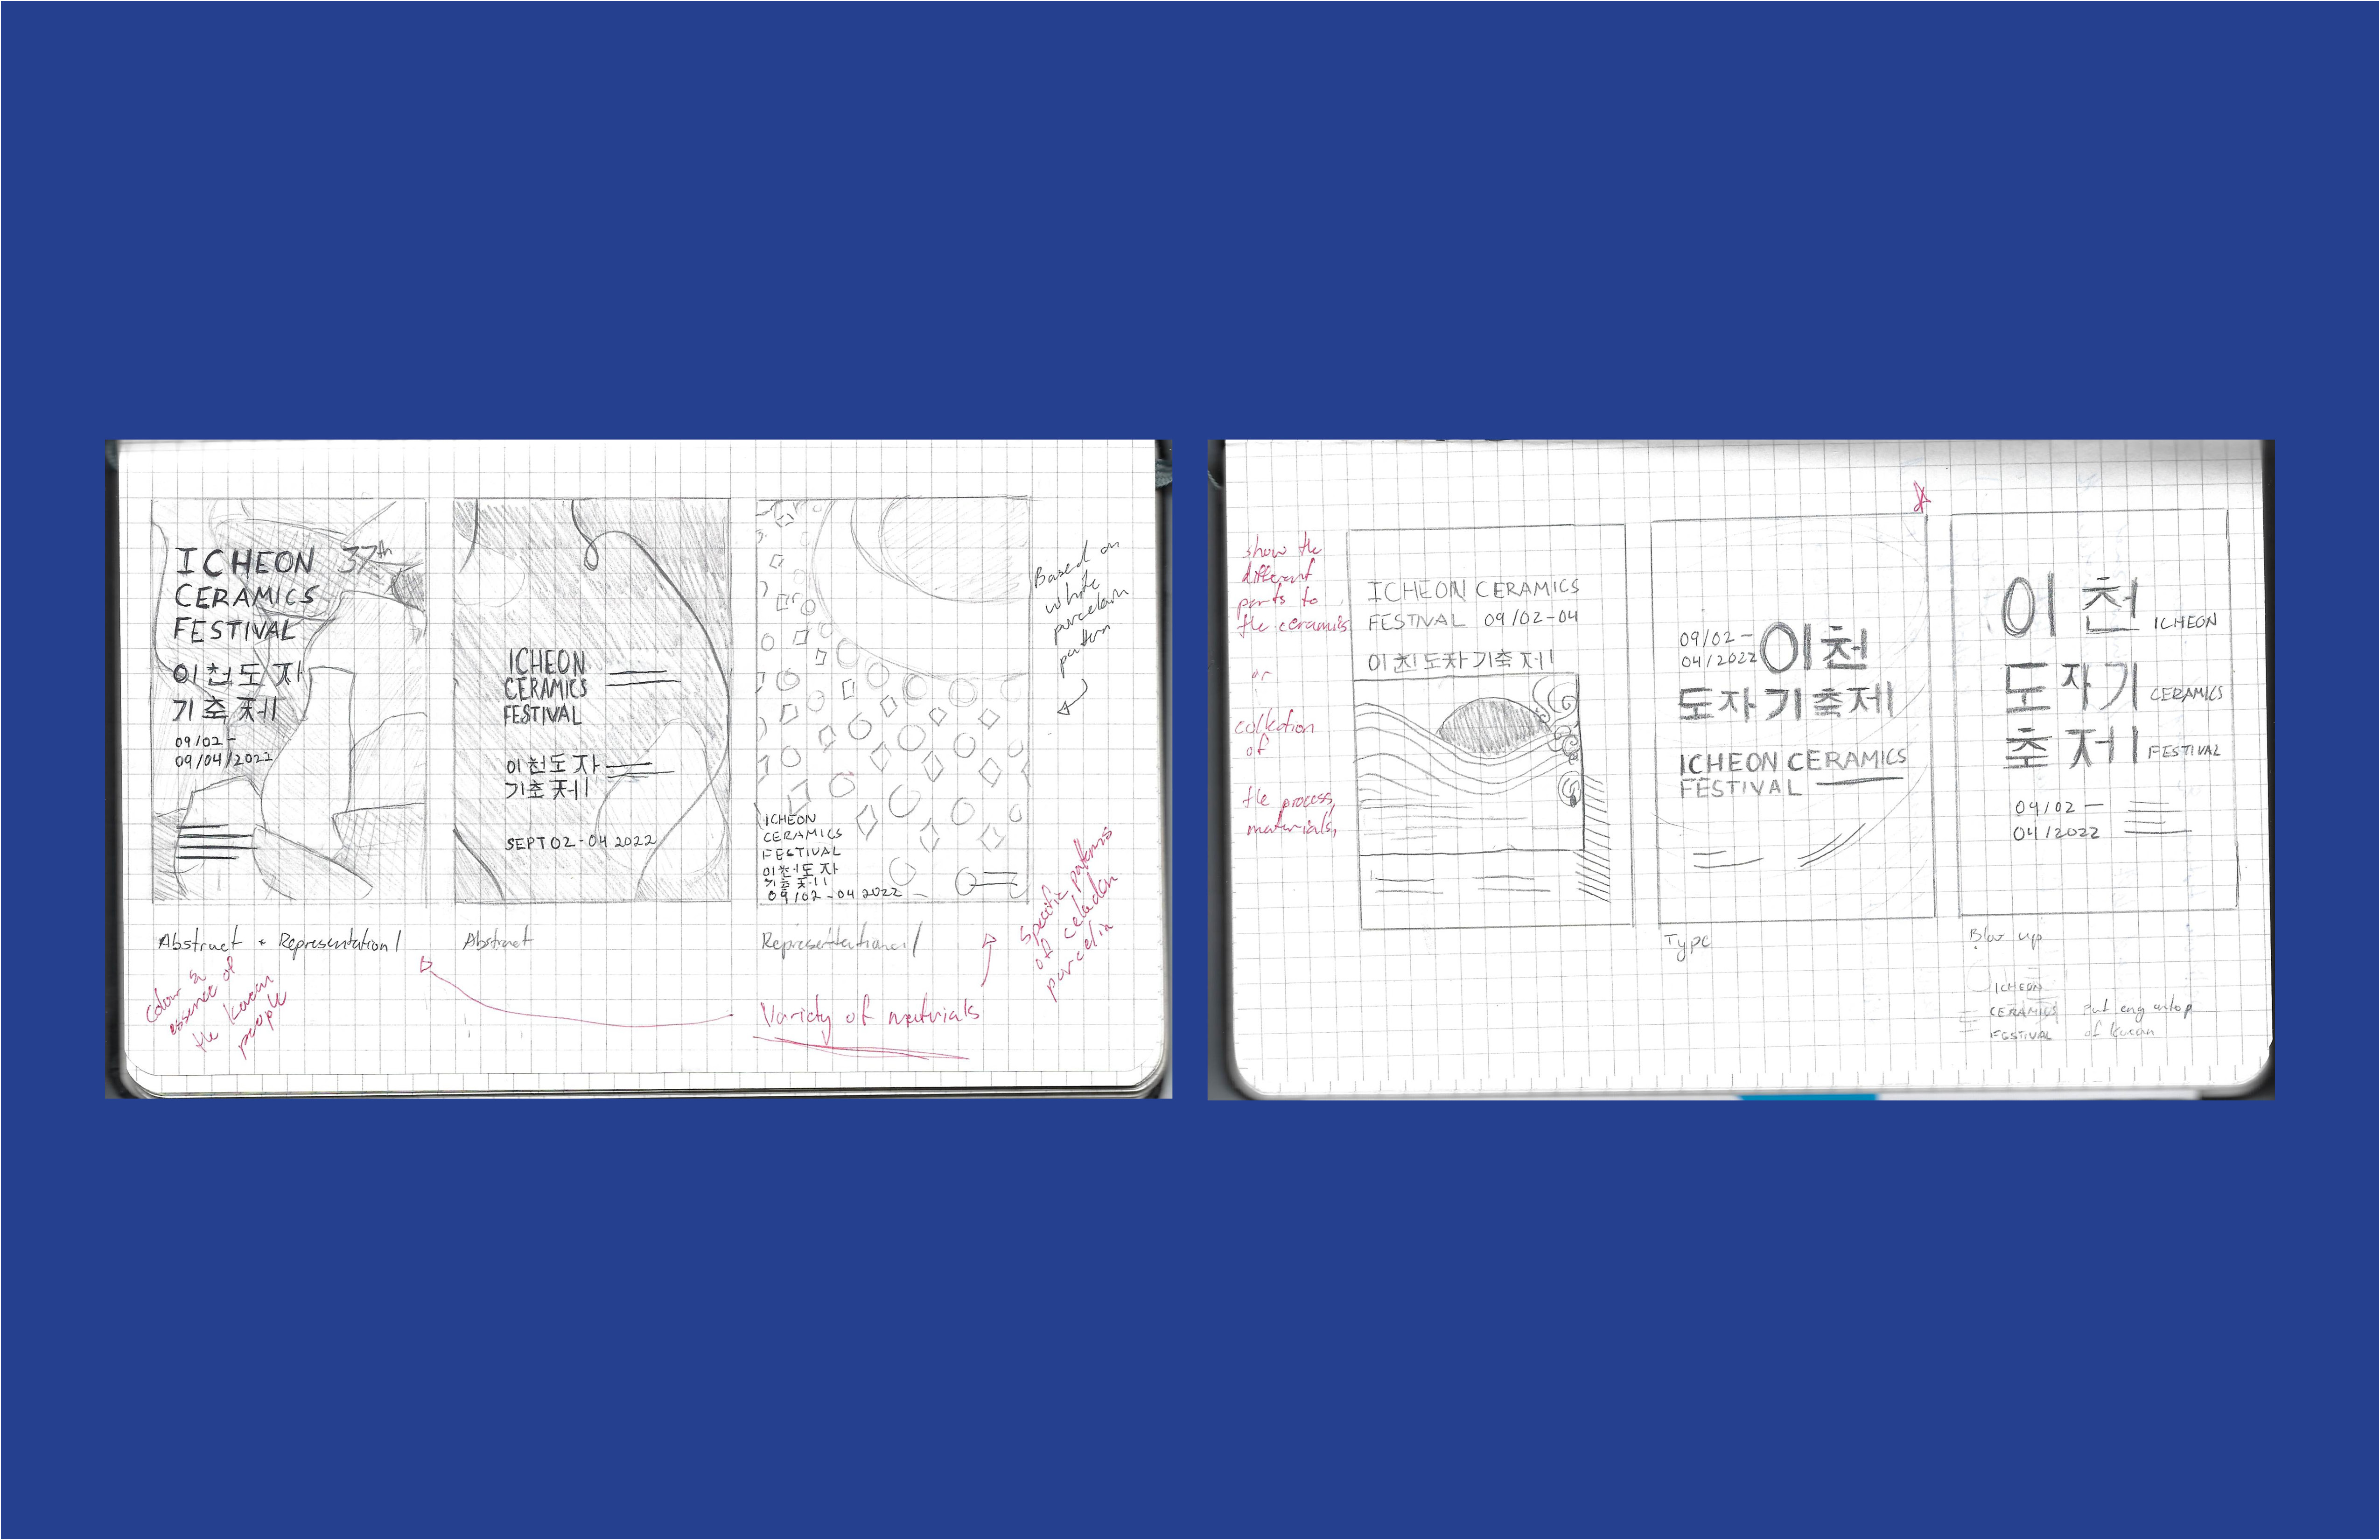 ICHEON 37th
CERAMICS
FESTIVAL
이천도자
기축제
09/02 -
09/04/2022
Abstract + Representational
colour &
essence of
the Korean
people
ICHEON
CERAMICS
FESTIVAL
이천도자
기축제
SEPT 02 - 04 2022
Abstract
ICHEON
CERAMICS
FESTIVAL
이천도자
기축제
09/02 - 04 2022
Representational
Variety of materials
Based on
white
porcelain
pattern
Specific patterns
of celadon
porcelin
show the
different
parts to
the ceramics
or
collection
of
the process,
materials,
ICHEON CERAMICS
FESTIVAL 09/02-04
이천도자기축제
09/02 -
04/2022
이천
도자기축제
ICHEON CERAMICS
FESTIVAL
Type
이천 ICHEON
도자기 CERAMICS
축제 FESTIVAL
09/02 -
04/2022
Blow up
ICHEON
CERAMICS
FESTIVAL
Put eng ontop
of Korean